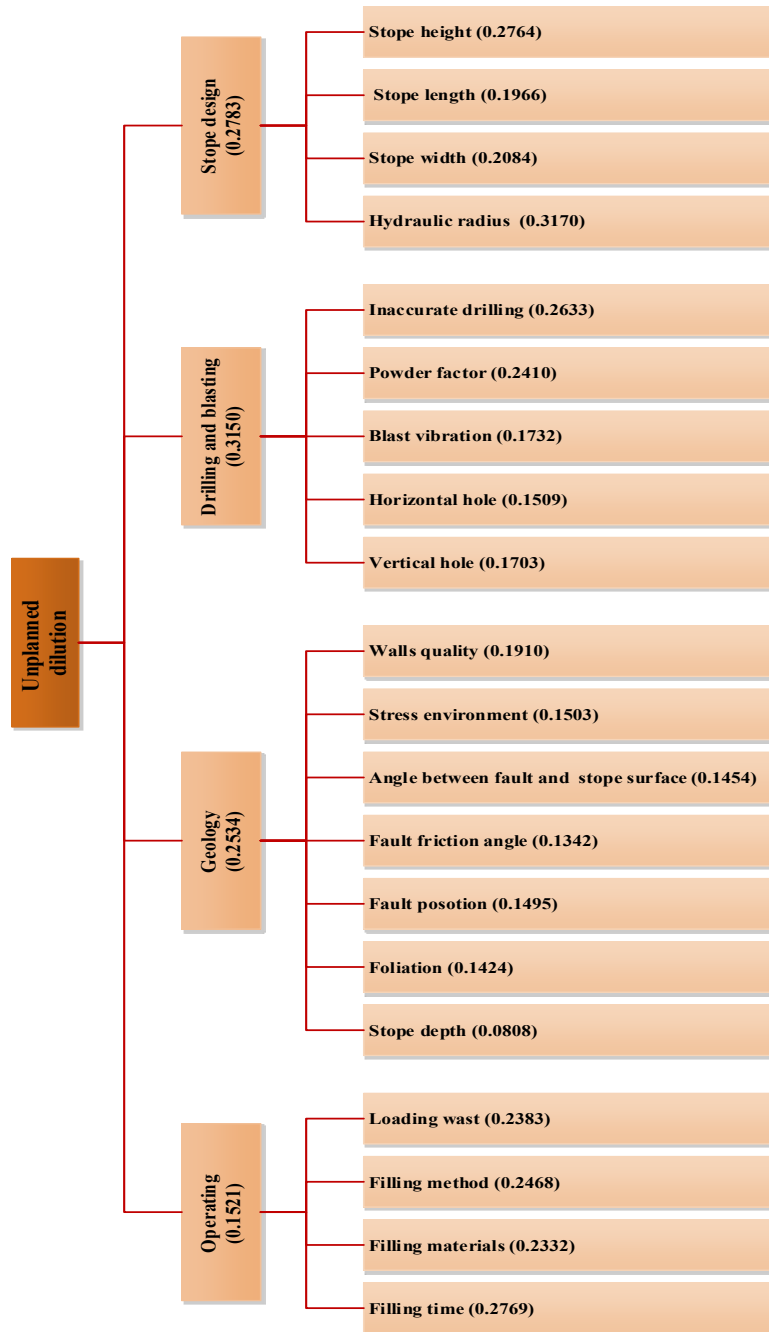 Unplanned
dilution
Stope design
(0.2783)
Stope height (0.2764)
Stope length (0.1966)
Stope width (0.2084)
Hydraulic radius (0.3170)
Drilling and blasting
(0.3150)
Inaccurate drilling (0.2633)
Powder factor (0.2410)
Blast vibration (0.1732)
Horizontal hole (0.1509)
Vertical hole (0.1703)
Geology
(0.2534)
Walls quality (0.1910)
Stress environment (0.1503)
Angle between fault and stope surface (0.1454)
Fault friction angle (0.1342)
Fault posotion (0.1495)
Foliation (0.1424)
Stope depth (0.0808)
Operating
(0.1521)
Loading wast (0.2383)
Filling method (0.2468)
Filling materials (0.2332)
Filling time (0.2769)